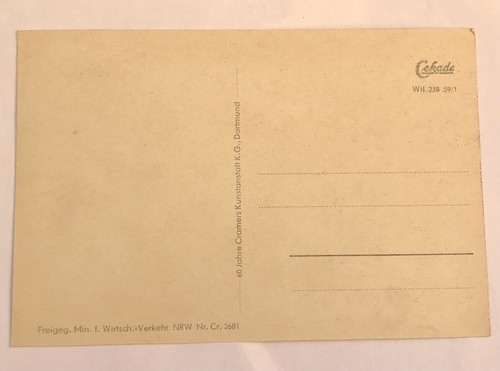 Cekade
Wil.238 .59/1
60 Jahre Cramers Kunstanstalt K.G., Dortmund
Freigeg. Min. f. Wirtsch.-Verkehr NRW Nr. Cr. 2681